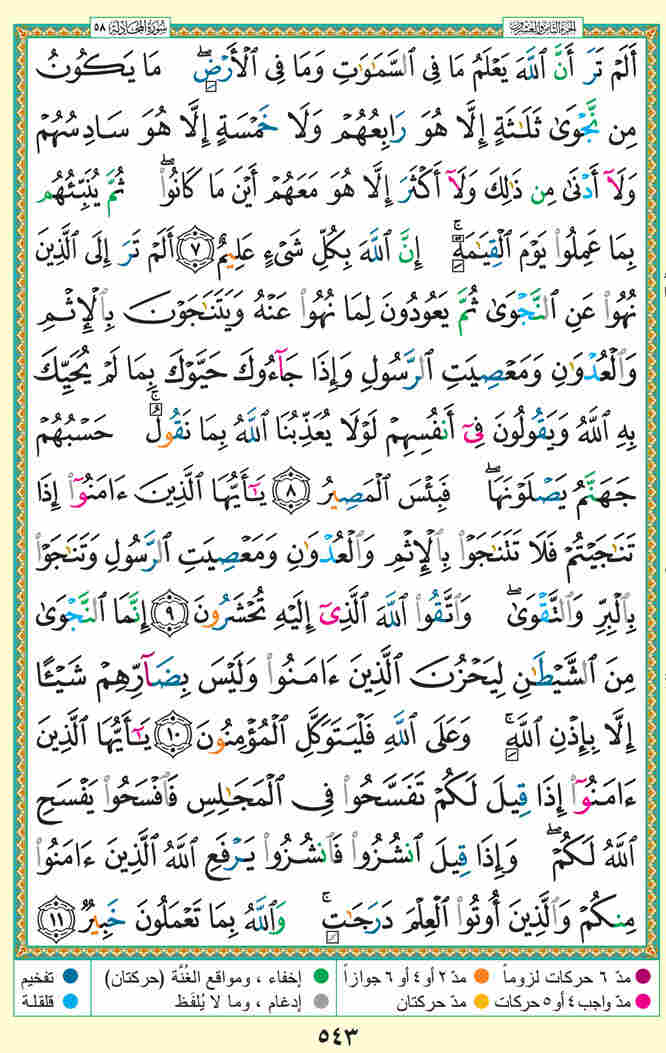 الجزء الثامن والعشرون
سُورَةُ المُجَادلَة ٥٨
أَلَمْ تَرَ أَنَّ ٱللَّهَ يَعْلَمُ مَا فِى ٱلسَّمَٰوَٰتِ وَمَا فِى ٱلْأَرْضِۖ مَا يَكُونُ
مِن نَّجْوَىٰ ثَلَٰثَةٍ إِلَّا هُوَ رَابِعُهُمْ وَلَا خَمْسَةٍ إِلَّا هُوَ سَادِسُهُمْ
وَلَآ أَدْنَىٰ مِن ذَٰلِكَ وَلَآ أَكْثَرَ إِلَّا هُوَ مَعَهُمْ أَيْنَ مَا كَانُوا۟ۖ ثُمَّ يُنَبِّئُهُم
بِمَا عَمِلُوا۟ يَوْمَ ٱلْقِيَٰمَةِۚ إِنَّ ٱللَّهَ بِكُلِّ شَىْءٍ عَلِيمٌ ٧ أَلَمْ تَرَ إِلَى ٱلَّذِينَ
نُهُوا۟ عَنِ ٱلنَّجْوَىٰ ثُمَّ يَعُودُونَ لِمَا نُهُوا۟ عَنْهُ وَيَتَنَٰجَوْنَ بِٱلْإِثْمِ
وَٱلْعُدْوَٰنِ وَمَعْصِيَتِ ٱلرَّسُولِ وَإِذَا جَآءُوكَ حَيَّوْكَ بِمَا لَمْ يُحَيِّكَ
بِهِ ٱللَّهُ وَيَقُولُونَ فِىٓ أَنفُسِهِمْ لَوْلَا يُعَذِّبُنَا ٱللَّهُ بِمَا نَقُولُۚ حَسْبُهُمْ
جَهَنَّمُ يَصْلَوْنَهَاۖ فَبِئْسَ ٱلْمَصِيرُ ٨ يَٰٓأَيُّهَا ٱلَّذِينَ ءَامَنُوٓا۟ إِذَا
تَنَٰجَيْتُمْ فَلَا تَتَنَٰجَوْا۟ بِٱلْإِثْمِ وَٱلْعُدْوَٰنِ وَمَعْصِيَتِ ٱلرَّسُولِ وَتَنَٰجَوْا۟
بِٱلْبِرِّ وَٱلتَّقْوَىٰۖ وَٱتَّقُوا۟ ٱللَّهَ ٱلَّذِىٓ إِلَيْهِ تُحْشَرُونَ ٩ إِنَّمَا ٱلنَّجْوَىٰ
مِنَ ٱلشَّيْطَٰنِ لِيَحْزُنَ ٱلَّذِينَ ءَامَنُوا۟ وَلَيْسَ بِضَآرِّهِمْ شَيْـًٔا
إِلَّا بِإِذْنِ ٱللَّهِۚ وَعَلَى ٱللَّهِ فَلْيَتَوَكَّلِ ٱلْمُؤْمِنُونَ ١٠ يَٰٓأَيُّهَا ٱلَّذِينَ
ءَامَنُوٓا۟ إِذَا قِيلَ لَكُمْ تَفَسَّحُوا۟ فِى ٱلْمَجَٰلِسِ فَٱفْسَحُوا۟ يَفْسَحِ
ٱللَّهُ لَكُمْۖ وَإِذَا قِيلَ ٱنشُزُوا۟ فَٱنشُزُوا۟ يَرْفَعِ ٱللَّهُ ٱلَّذِينَ ءَامَنُوا۟
مِنكُمْ وَٱلَّذِينَ أُوتُوا۟ ٱلْعِلْمَ دَرَجَٰتٍۚ وَٱللَّهُ بِمَا تَعْمَلُونَ خَبِيرٌ ١١
مدّ ٦ حركات لزوماً مدّ ٢ أو ٤ أو ٦ جوازاً إخفاء ، ومواقع الغُنَّة (حركتان) تفخيم
مدّ واجب ٤ أو ٥ حركات مدّ حركتان إدغام ، وما لا يُلفَظ قلقلة
٥٤٣